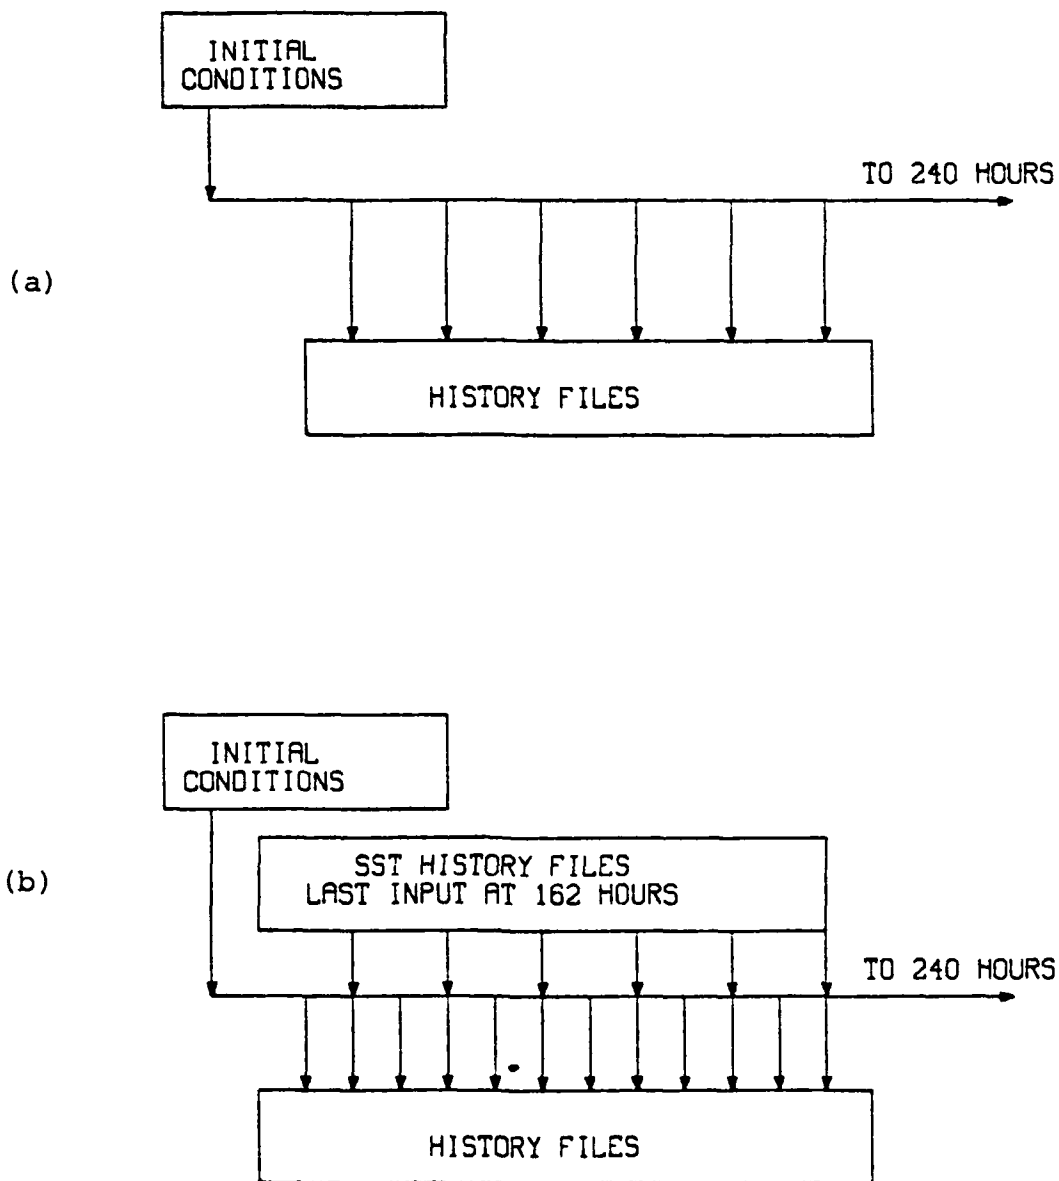 INITIAL
CONDITIONS
TO 240 HOURS
(a)
HISTORY FILES
INITIAL
CONDITIONS
(b)
SST HISTORY FILES
LAST INPUT AT 162 HOURS
TO 240 HOURS
HISTORY FILES